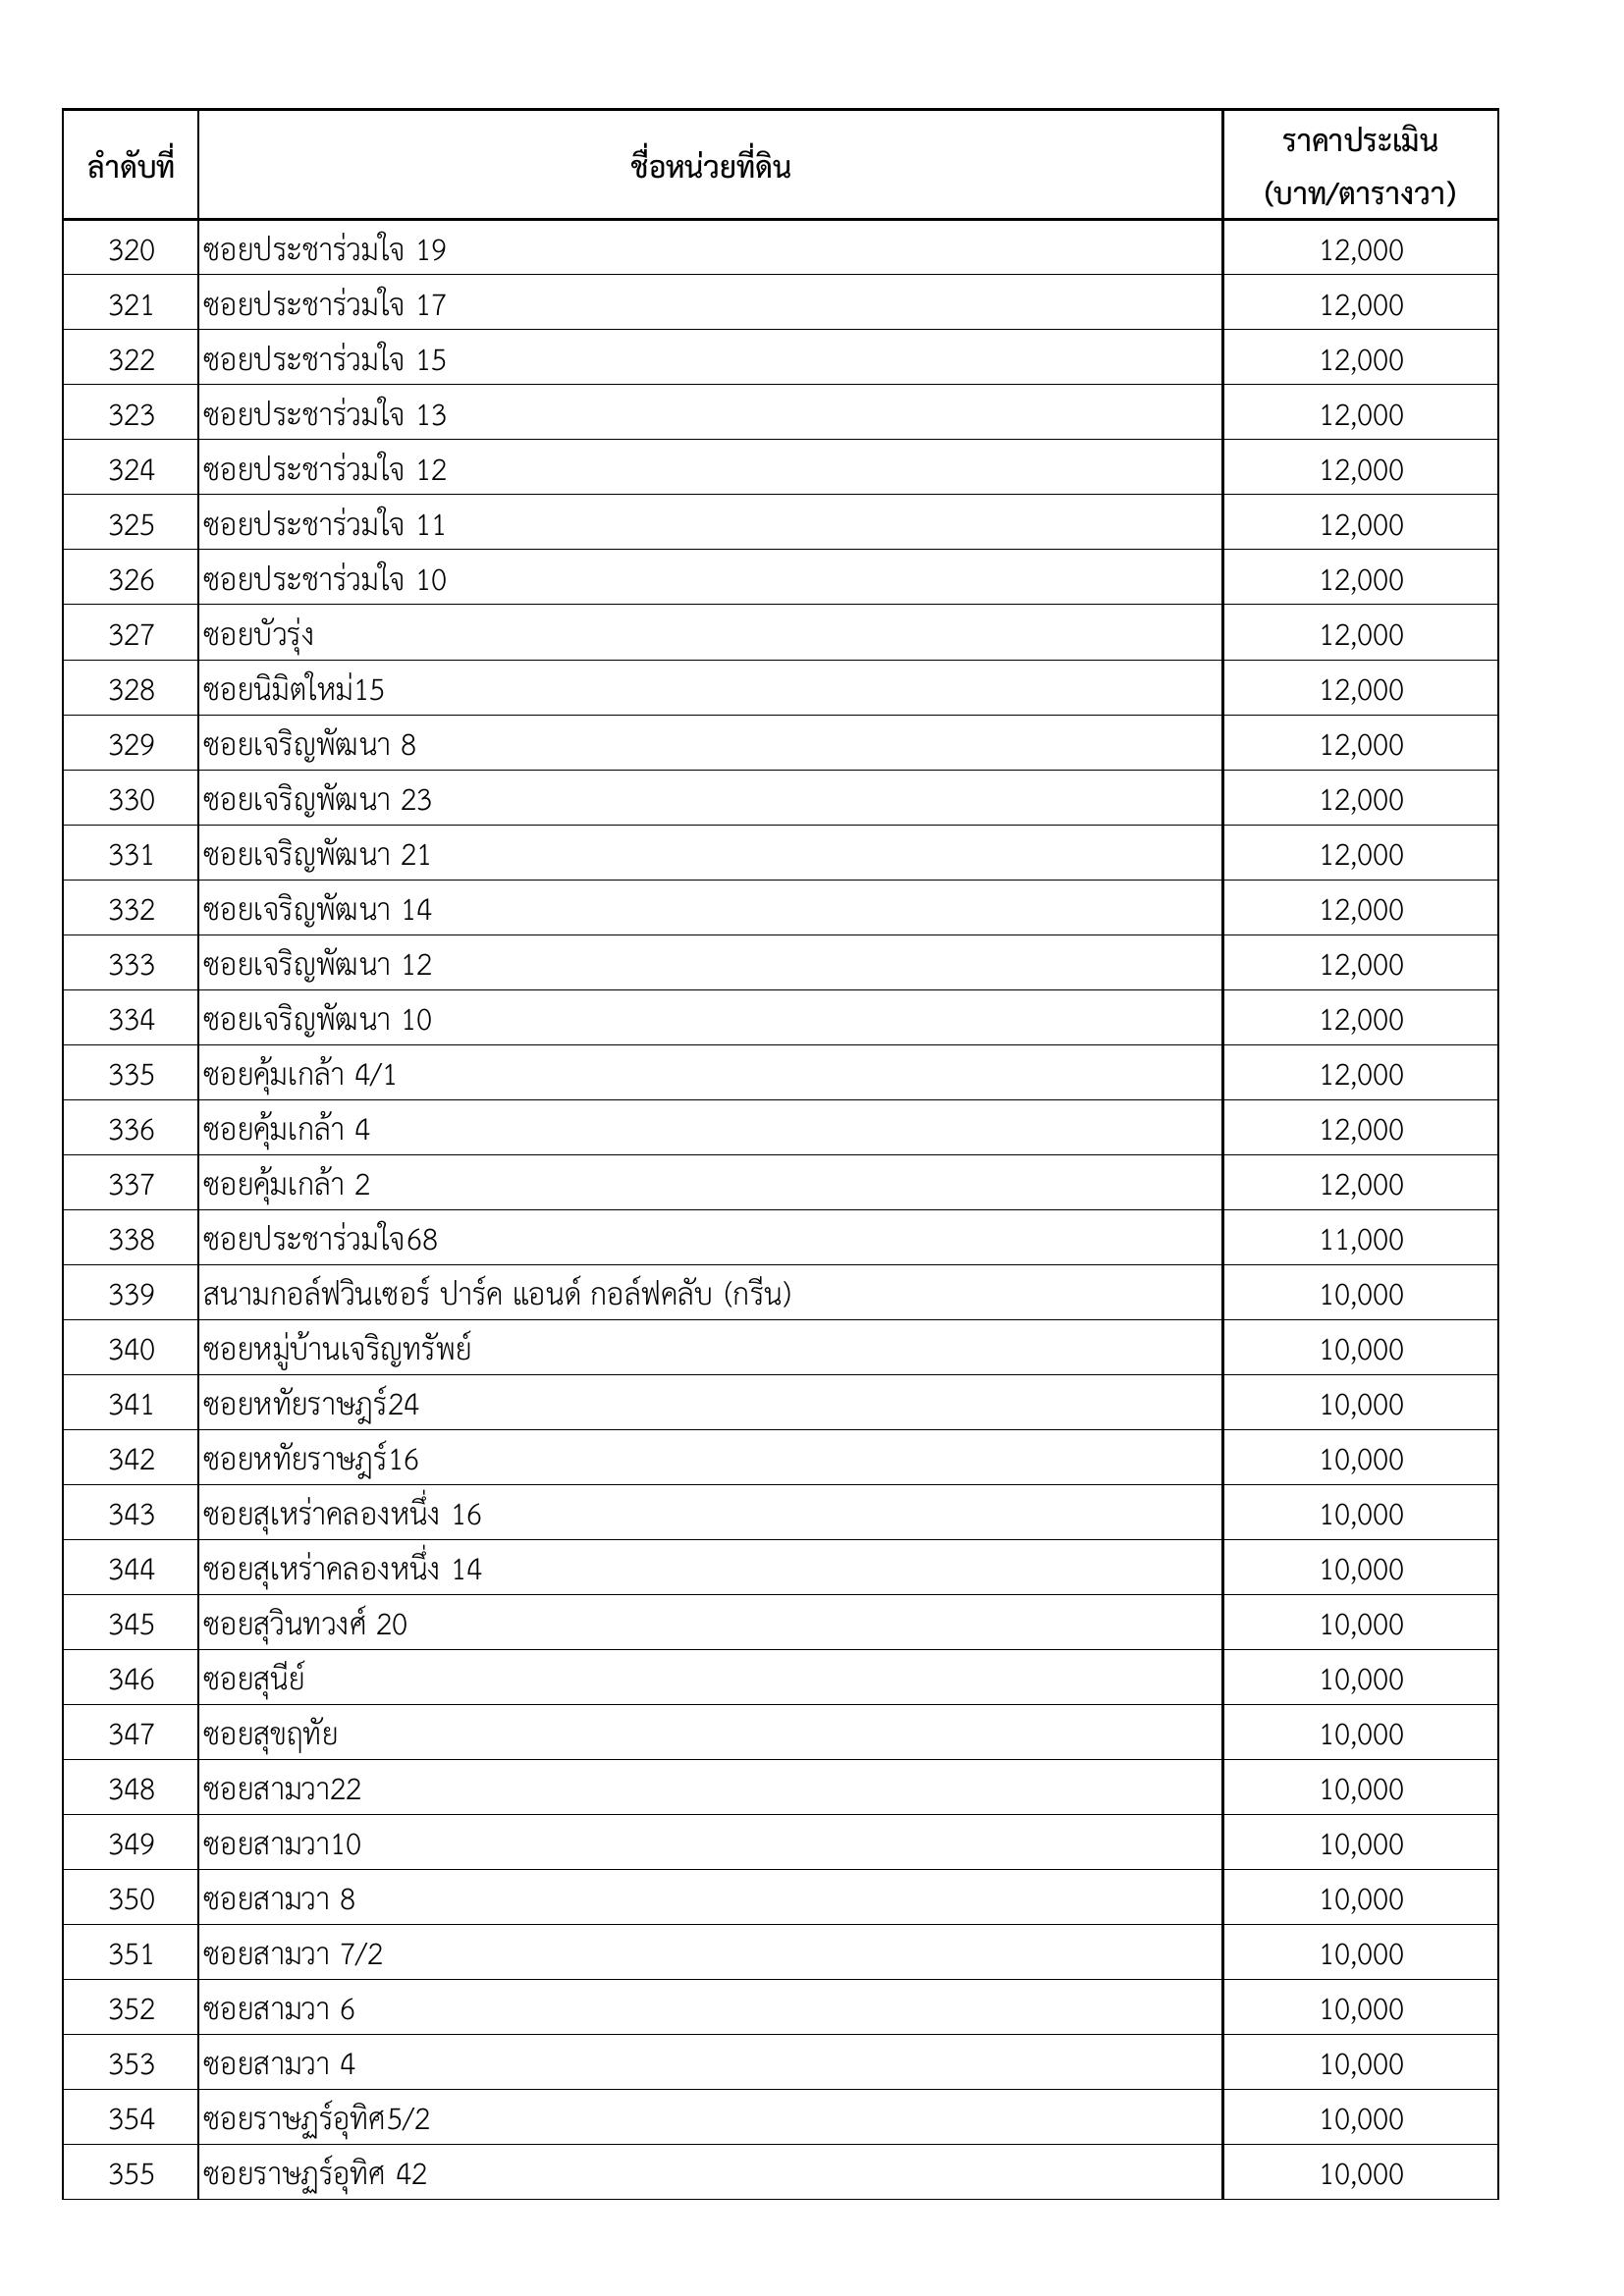 ลำดับที่ ชื่อหน่วยที่ดิน ราคาประเมิน
(บาท/ตารางวา)
320 ซอยประชาร่วมใจ 19 12,000
321 ซอยประชาร่วมใจ 17 12,000
322 ซอยประชาร่วมใจ 15 12,000
323 ซอยประชาร่วมใจ 13 12,000
324 ซอยประชาร่วมใจ 12 12,000
325 ซอยประชาร่วมใจ 11 12,000
326 ซอยประชาร่วมใจ 10 12,000
327 ซอยบัวรุ่ง 12,000
328 ซอยนิมิตใหม่15 12,000
329 ซอยเจริญพัฒนา 8 12,000
330 ซอยเจริญพัฒนา 23 12,000
331 ซอยเจริญพัฒนา 21 12,000
332 ซอยเจริญพัฒนา 14 12,000
333 ซอยเจริญพัฒนา 12 12,000
334 ซอยเจริญพัฒนา 10 12,000
335 ซอยคุ้มเกล้า 4/1 12,000
336 ซอยคุ้มเกล้า 4 12,000
337 ซอยคุ้มเกล้า 2 12,000
338 ซอยประชาร่วมใจ68 11,000
339 สนามกอล์ฟวินเซอร์ ปาร์ค แอนด์ กอล์ฟคลับ (กรีน) 10,000
340 ซอยหมู่บ้านเจริญทรัพย์ 10,000
341 ซอยหทัยราษฎร์24 10,000
342 ซอยหทัยราษฎร์16 10,000
343 ซอยสุเหร่าคลองหนึ่ง 16 10,000
344 ซอยสุเหร่าคลองหนึ่ง 14 10,000
345 ซอยสุวินทวงศ์ 20 10,000
346 ซอยสุนีย์ 10,000
347 ซอยสุขฤทัย 10,000
348 ซอยสามวา22 10,000
349 ซอยสามวา10 10,000
350 ซอยสามวา 8 10,000
351 ซอยสามวา 7/2 10,000
352 ซอยสามวา 6 10,000
353 ซอยสามวา 4 10,000
354 ซอยราษฏร์อุทิศ5/2 10,000
355 ซอยราษฏร์อุทิศ 42 10,000